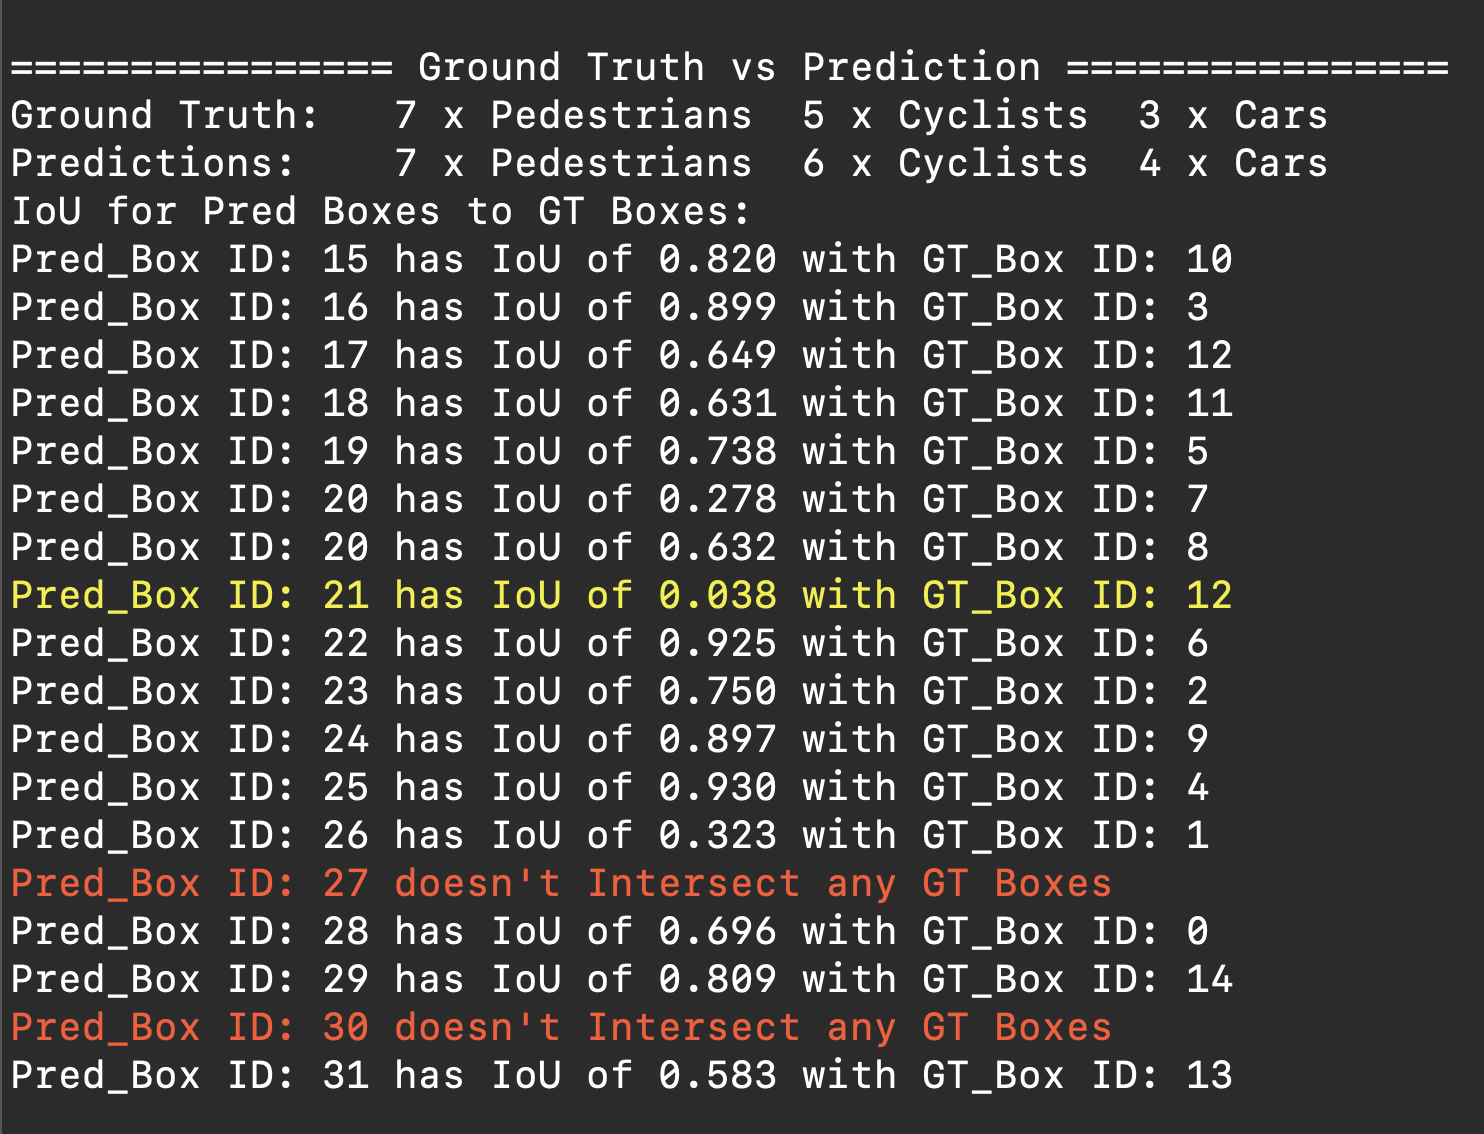 ================ Ground Truth vs Prediction ================
Ground Truth:   7 x Pedestrians  5 x Cyclists  3 x Cars
Predictions:    7 x Pedestrians  6 x Cyclists  4 x Cars
IoU for Pred Boxes to GT Boxes:
Pred_Box ID: 15 has IoU of 0.820 with GT_Box ID: 10
Pred_Box ID: 16 has IoU of 0.899 with GT_Box ID: 3
Pred_Box ID: 17 has IoU of 0.649 with GT_Box ID: 12
Pred_Box ID: 18 has IoU of 0.631 with GT_Box ID: 11
Pred_Box ID: 19 has IoU of 0.738 with GT_Box ID: 5
Pred_Box ID: 20 has IoU of 0.278 with GT_Box ID: 7
Pred_Box ID: 20 has IoU of 0.632 with GT_Box ID: 8
Pred_Box ID: 21 has IoU of 0.038 with GT_Box ID: 12
Pred_Box ID: 22 has IoU of 0.925 with GT_Box ID: 6
Pred_Box ID: 23 has IoU of 0.750 with GT_Box ID: 2
Pred_Box ID: 24 has IoU of 0.897 with GT_Box ID: 9
Pred_Box ID: 25 has IoU of 0.930 with GT_Box ID: 4
Pred_Box ID: 26 has IoU of 0.323 with GT_Box ID: 1
Pred_Box ID: 27 doesn't Intersect any GT Boxes
Pred_Box ID: 28 has IoU of 0.696 with GT_Box ID: 0
Pred_Box ID: 29 has IoU of 0.809 with GT_Box ID: 14
Pred_Box ID: 30 doesn't Intersect any GT Boxes
Pred_Box ID: 31 has IoU of 0.583 with GT_Box ID: 13